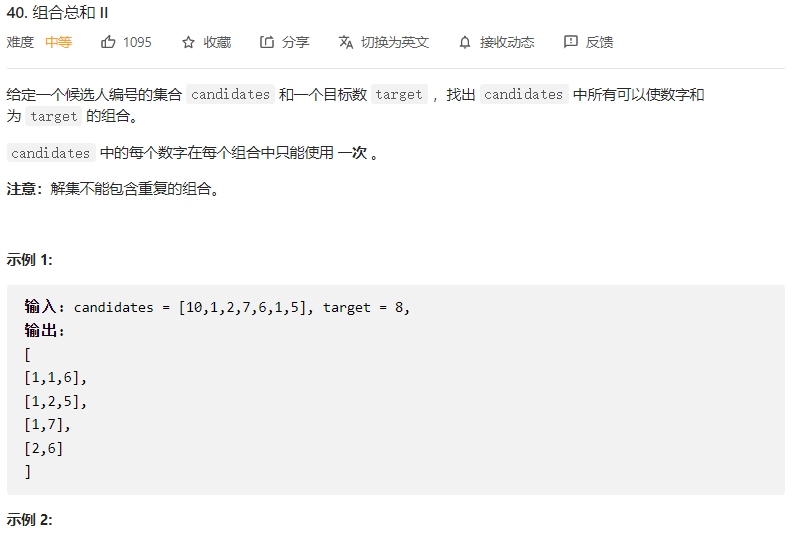 40. 组合总和 II
难度 中等 1095 收藏 分享 切换为英文 接收动态 反馈
给定一个候选人编号的集合 candidates 和一个目标数 target ，找出 candidates 中所有可以使数字和
为 target 的组合。
candidates 中的每个数字在每个组合中只能使用 一次 。
注意：解集不能包含重复的组合。
示例 1:
输入: candidates = [10,1,2,7,6,1,5], target = 8,
输出:
[
[1,1,6],
[1,2,5],
[1,7],
[2,6]
]
示例 2: